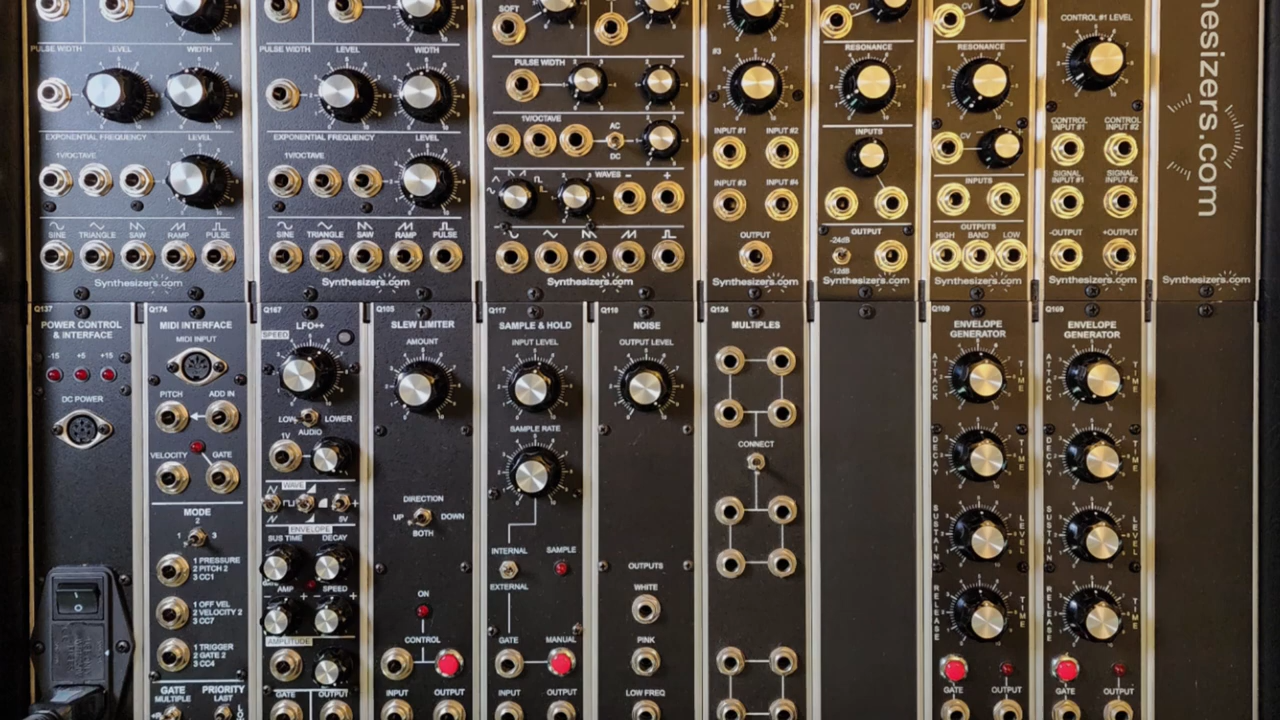 PULSE WIDTH LEVEL WIDTH
EXPONENTIAL FREQUENCY LEVEL
1V/OCTAVE
SINE TRIANGLE SAW RAMP PULSE
Synthesizers.com
PULSE WIDTH LEVEL WIDTH
EXPONENTIAL FREQUENCY LEVEL
1V/OCTAVE
SINE TRIANGLE SAW RAMP PULSE
Synthesizers.com
SOFT
PULSE WIDTH
1V/OCTAVE AC
DC
WAVES - +
Synthesizers.com
#3
INPUT #1 INPUT #2
INPUT #3 INPUT #4
OUTPUT
CV
RESONANCE
INPUTS
OUTPUT
-24dB
-12dB
Synthesizers.com
CV
RESONANCE
CV
INPUTS
OUTPUTS
HIGH BAND LOW
Synthesizers.com
CONTROL #1 LEVEL
CONTROL INPUT #1 CONTROL INPUT #2
SIGNAL INPUT #1 SIGNAL INPUT #2
-OUTPUT +OUTPUT
Synthesizers.com
hesizers.com
Synthesizers.com
Q137
POWER CONTROL
& INTERFACE
-15 +5 +15
DC POWER
Q174
MIDI INTERFACE
MIDI INPUT
PITCH ADD IN
VELOCITY GATE
MODE
2
1 3
1 PRESSURE
2 PITCH 2
3 CC1
1 OFF VEL
2 VELOCITY 2
3 CC7
1 TRIGGER
2 GATE 2
3 CC4
GATE PRIORITY
MULTIPLE LAST
Q167
LFO++
SPEED
LOW LOWER
AUDIO
1V
WAVE
5V
ENVELOPE
SUS TIME DECAY
AMP SPEED
AMPLITUDE
GATE OUTPUT
Q105
SLEW LIMITER
AMOUNT
DIRECTION
UP DOWN
BOTH
ON
CONTROL
INPUT OUTPUT
Q117
SAMPLE & HOLD
INPUT LEVEL
SAMPLE RATE
INTERNAL SAMPLE
EXTERNAL
GATE MANUAL
INPUT OUTPUT
Q118
NOISE
OUTPUT LEVEL
OUTPUTS
WHITE
PINK
LOW FREQ
Q124
MULTIPLES
CONNECT
Q109
ENVELOPE
GENERATOR
ATTACK TIME
DECAY TIME
SUSTAIN LEVEL
RELEASE TIME
GATE OUTPUT
Q109
ENVELOPE
GENERATOR
ATTACK TIME
DECAY TIME
SUSTAIN LEVEL
RELEASE TIME
GATE OUTPUT